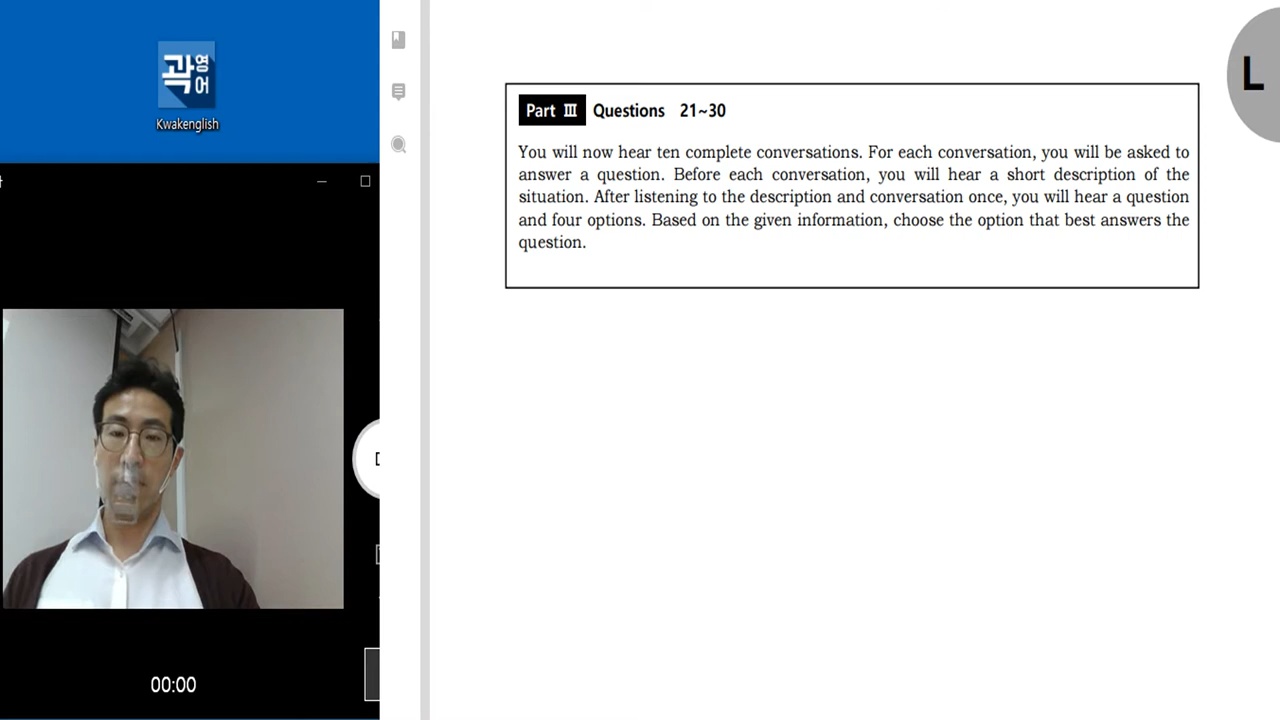 곽영어
Kwakenglish
00:00
L
Part Ⅲ Questions 21~30
You will now hear ten complete conversations. For each conversation, you will be asked to
answer a question. Before each conversation, you will hear a short description of the
situation. After listening to the description and conversation once, you will hear a question
and four options. Based on the given information, choose the option that best answers the
question.